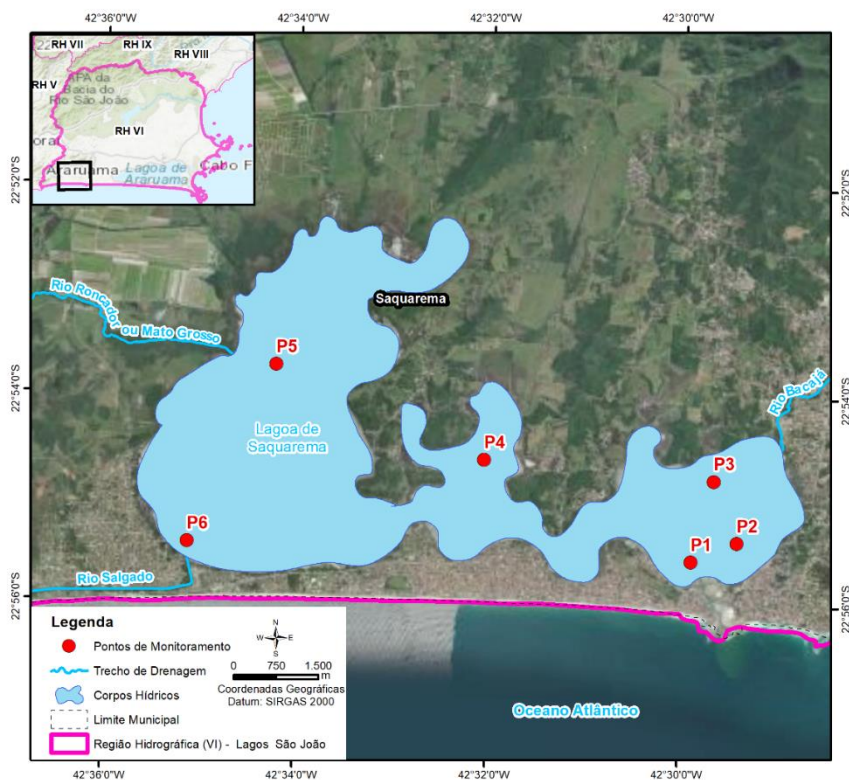 42°36'0"W 42°34'0"W 42°32'0"W 42°30'0"W
RH VII RH IX RH VIII
APA da
Bacia do
Rio São João
RH V
RH VI
Araruama
Lagoa de
Araruama
Cabo F
22°52'0"S 22°52'0"S
Rio Roncador
ou Mato Grosso
Saquarema
P5
Rio Bacajá
22°54'0"S 22°54'0"S
Lagoa de
Saquarema
P4
P3
P6
P2
P1
Rio Salgado
22°56'0"S 22°56'0"S
Legenda
Pontos de Monitoramento
Trecho de Drenagem
Corpos Hídricos
Limite Municipal
Região Hidrográfica (VI) - Lagos São João
N
W E
S
0 750 1.500
m
Coordenadas Geográficas
Datum: SIRGAS 2000
Oceano Atlântico
42°36'0"W 42°34'0"W 42°32'0"W 42°30'0"W